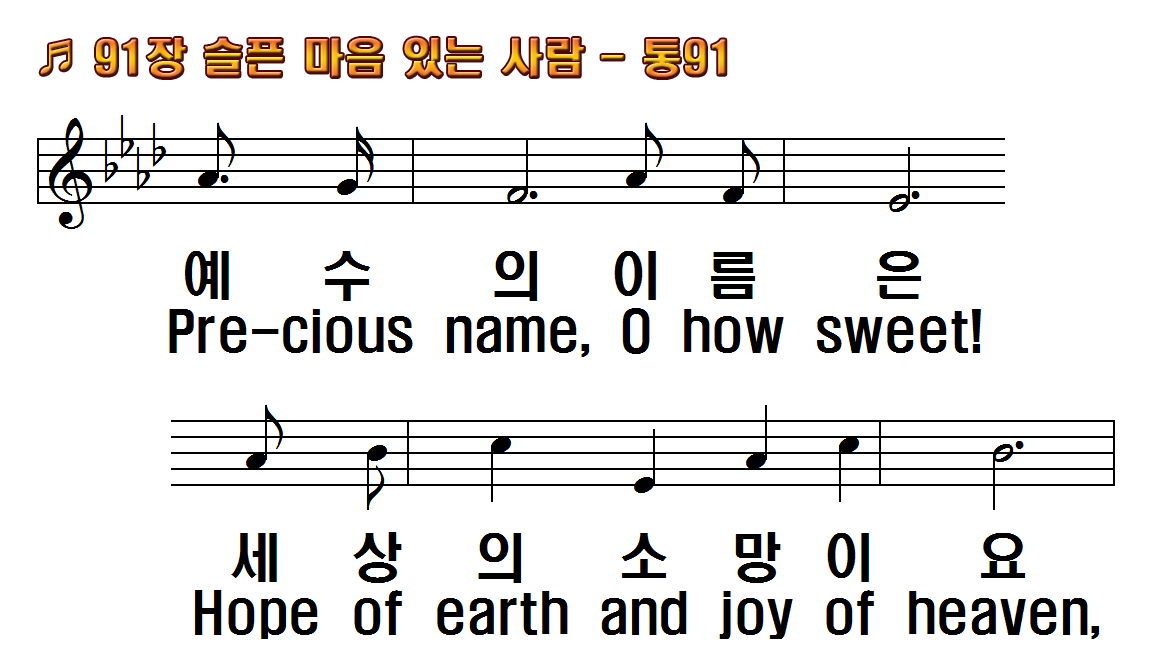 ♬ 91장 슬픈 마음 있는 사람 - 통91
예 수 의 이 름 은
Pre-cious name, O how sweet!
세 상 의 소 망 이 요
Hope of earth and joy of heaven,